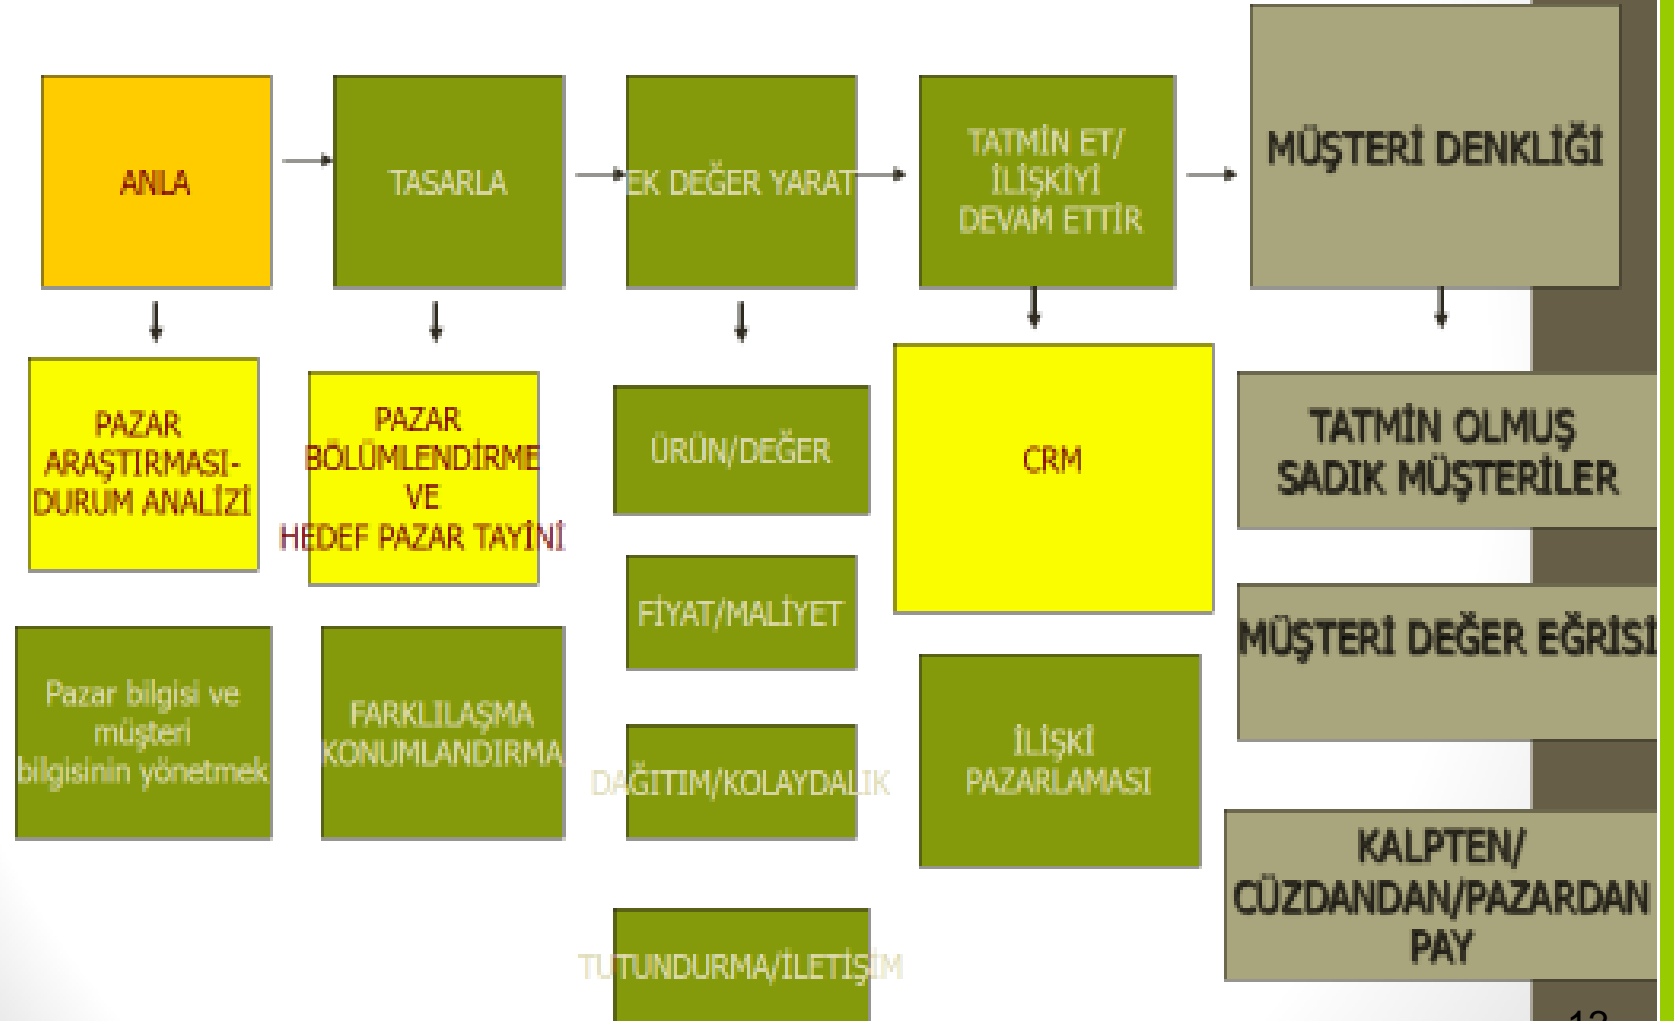 ANLA
TASARLA
EK DEĞER YARAT
TATMİN ET/
İLİŞKİYİ
DEVAM ETTİR
MÜŞTERİ DENKLİĞİ
PAZAR
ARAŞTIRMASI-
DURUM ANALİZİ
PAZAR
BÖLÜMLENDİRME
VE
HEDEF PAZAR TAYİNİ
ÜRÜN/DEĞER
CRM
TATMİN OLMUŞ
SADIK MÜŞTERİLER
FİYAT/MALİYET
MÜŞTERİ DEĞER EĞRISİ
Pazar bilgisi ve
müşteri
bilgisinin yönetmek
FARKLILAŞMA
KONUMLANDIRMA
DAĞITIM/KOLAYDALIK
İLİŞKİ
PAZARLAMASI
KALPTEN/
CÜZDANDAN/PAZARDAN
PAY
TUTUNDURMA/İLETİŞİM